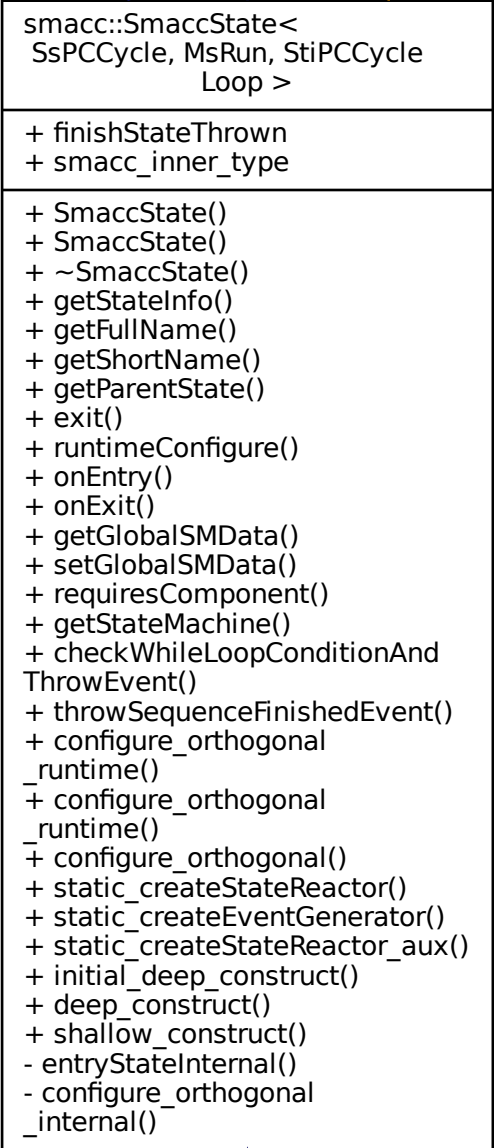 smacc::SmaccState<
SsPCCycle, MsRun, StiPCCycle
Loop >
+ finishStateThrown
+ smacc_inner_type
+ SmaccState()
+ SmaccState()
+ ~SmaccState()
+ getStateInfo()
+ getFullName()
+ getShortName()
+ getParentState()
+ exit()
+ runtimeConfigure()
+ onEntry()
+ onExit()
+ getGlobalSMData()
+ setGlobalSMData()
+ requiresComponent()
+ getStateMachine()
+ checkWhileLoopConditionAnd
ThrowEvent()
+ throwSequenceFinishedEvent()
+ configure_orthogonal
_runtime()
+ configure_orthogonal
_runtime()
+ configure_orthogonal()
+ static_createStateReactor()
+ static_createEventGenerator()
+ static_createStateReactor_aux()
+ initial_deep_construct()
+ deep_construct()
+ shallow_construct()
- entryStateInternal()
- configure_orthogonal
_internal()